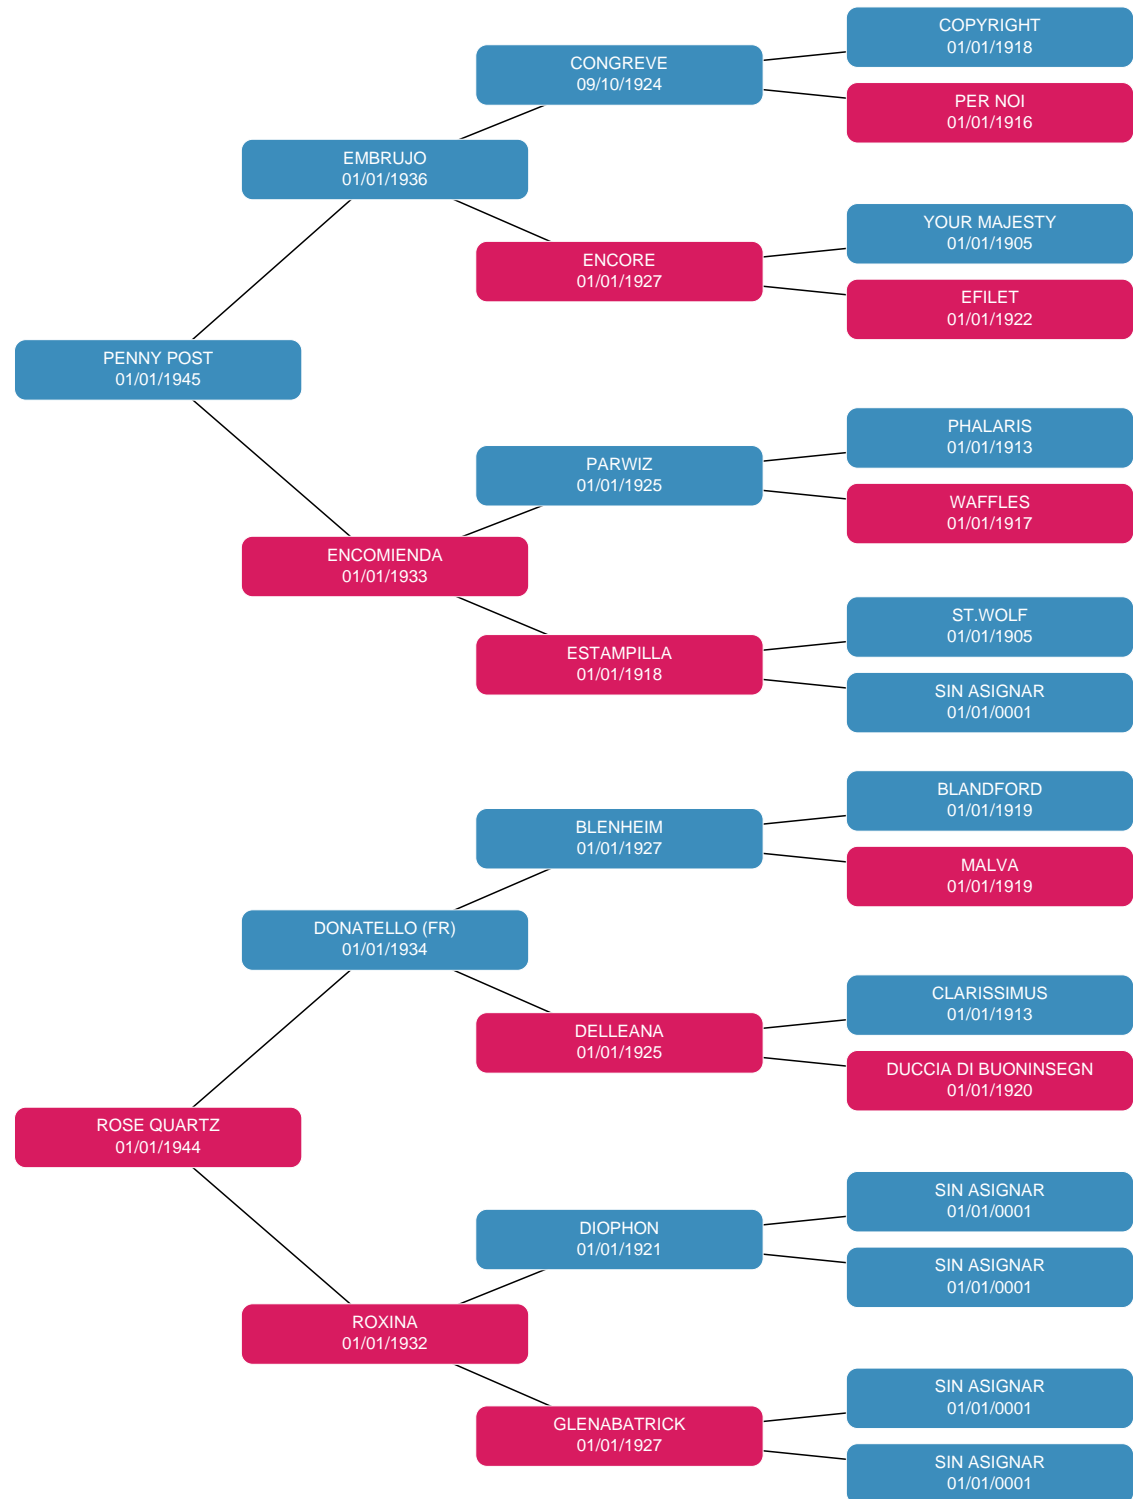 COPYRIGHT
01/01/1918
CONGREVE
09/10/1924
PER NOI
01/01/1916
EMBRUJO
01/01/1936
YOUR MAJESTY
01/01/1905
ENCORE
01/01/1927
EFILET
01/01/1922
PENNY POST
01/01/1945
PHALARIS
01/01/1913
PARWIZ
01/01/1925
WAFFLES
01/01/1917
ENCOMIENDA
01/01/1933
ST.WOLF
01/01/1905
ESTAMPILLA
01/01/1918
SIN ASIGNAR
01/01/0001
BLANDFORD
01/01/1919
BLENHEIM
01/01/1927
MALVA
01/01/1919
DONATELLO (FR)
01/01/1934
CLARISSIMUS
01/01/1913
DELLEANA
01/01/1925
DUCCIA DI BUONINSEGN
01/01/1920
ROSE QUARTZ
01/01/1944
SIN ASIGNAR
01/01/0001
DIOPHON
01/01/1921
SIN ASIGNAR
01/01/0001
ROXINA
01/01/1932
SIN ASIGNAR
01/01/0001
GLENABATRICK
01/01/1927
SIN ASIGNAR
01/01/0001